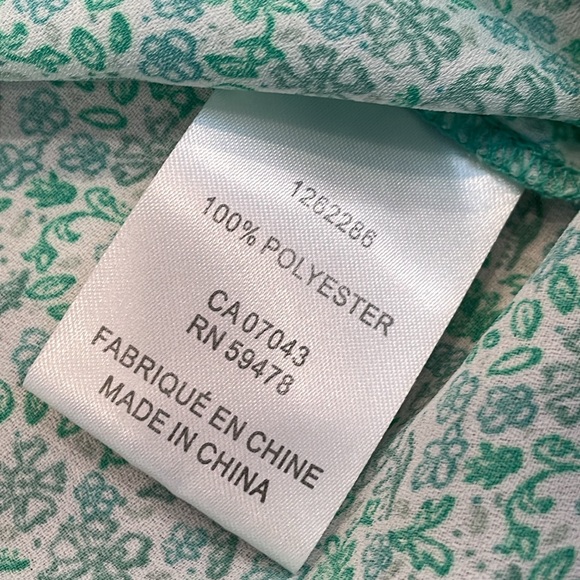 1262286
100% POLYESTER
CA 07043
RN 59478
FABRIQUÉ EN CHINE
MADE IN CHINA